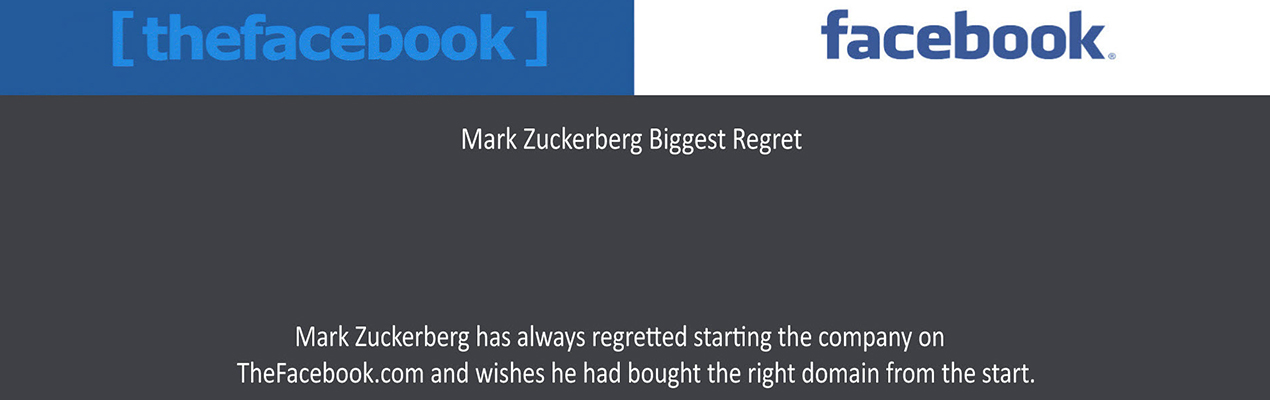 [thefacebook]
facebook®
Mark Zuckerberg Biggest Regret
Mark Zuckerberg has always regretted starting the company on
TheFacebook.com and wishes he had bought the right domain from the start.